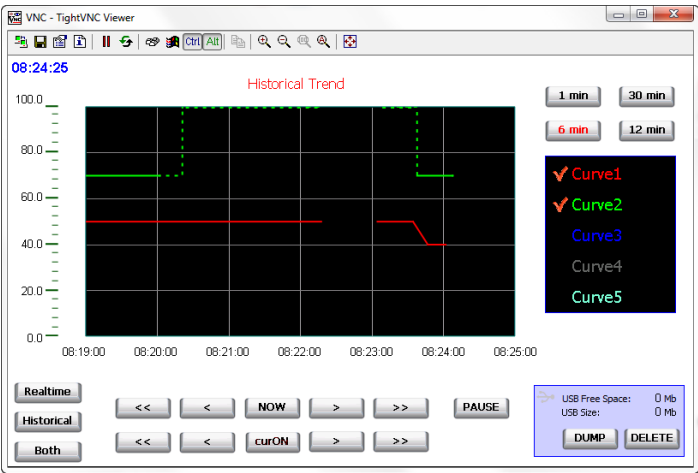 VNC - TightVNC Viewer
Ctrl Alt
08:24:25
Historical Trend
100.0
80.0
60.0
40.0
20.0
0.0
08:19:00 08:20:00 08:21:00 08:22:00 08:23:00 08:24:00 08:25:00
1 min 30 min
6 min 12 min
Curve1
Curve2
Curve3
Curve4
Curve5
Realtime
Historical
Both
<< < NOW > >> PAUSE
<< < curON > >>
USB Free Space: 0 Mb
USB Size: 0 Mb
DUMP DELETE